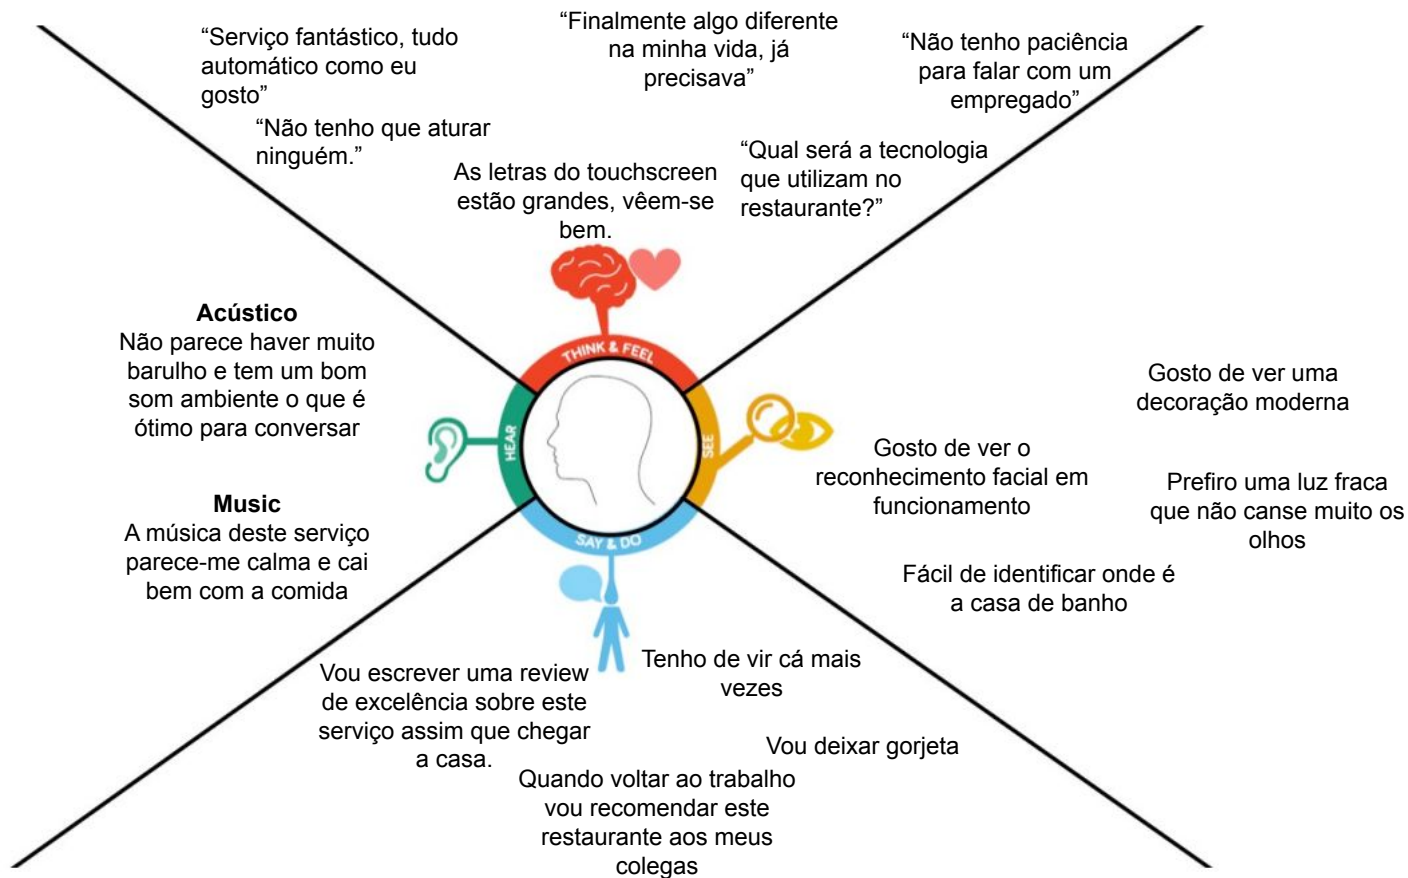 “Serviço fantástico, tudo
automático como eu
gosto”
“Finalmente algo diferente
na minha vida, já
precisava”
“Não tenho paciência
para falar com um
empregado”
“Não tenho que aturar
ninguém.”
As letras do touchscreen
estão grandes, vêem-se
bem.
“Qual será a tecnologia
que utilizam no
restaurante?”
THINK & FEEL
Acústico
Não parece haver muito
barulho e tem um bom
som ambiente o que é
ótimo para conversar
Music
A música deste serviço
parece-me calma e cai
bem com a comida
HEAR
SEE
Gosto de ver uma
decoração moderna
Gosto de ver o
reconhecimento facial em
funcionamento
Prefiro uma luz fraca
que não canse muito os
olhos
Fácil de identificar onde é
a casa de banho
SAY & DO
Vou escrever uma review
de excelência sobre este
serviço assim que chegar
a casa.
Tenho de vir cá mais
vezes
Vou deixar gorjeta
Quando voltar ao trabalho
vou recomendar este
restaurante aos meus
colegas